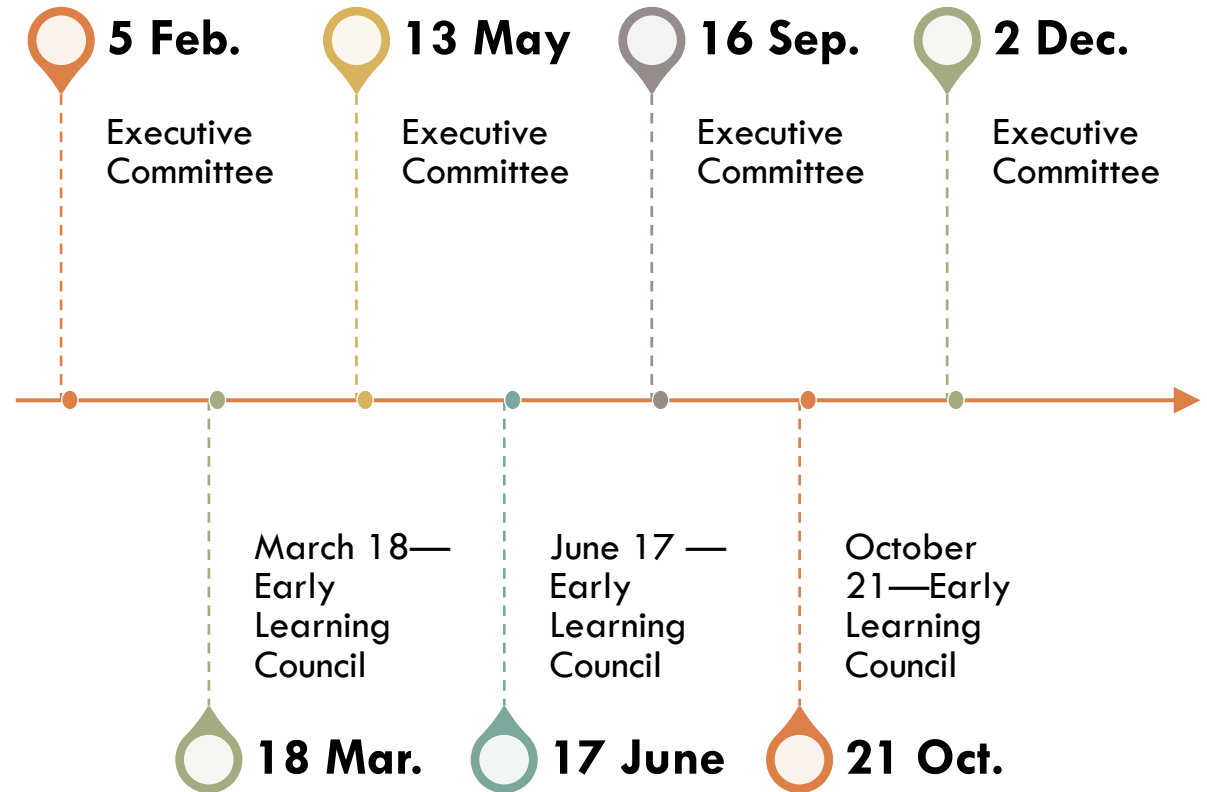 5 Feb.
Executive
Committee
13 May
Executive
Committee
16 Sep.
Executive
Committee
2 Dec.
Executive
Committee
March 18—
Early
Learning
Council
18 Mar.
June 17 —
Early
Learning
Council
17 June
October
21—Early
Learning
Council
21 Oct.